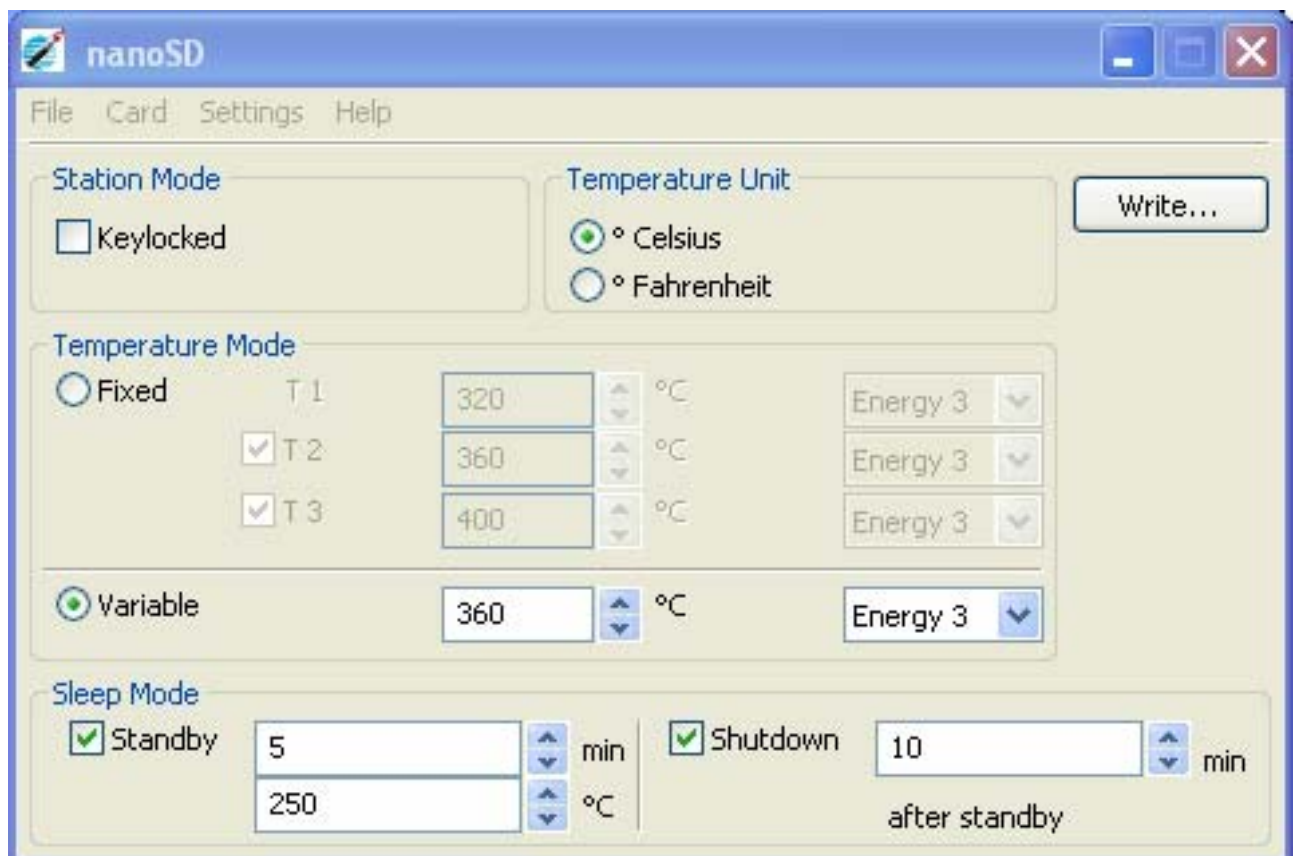 nanoSD
File Card Settings Help
Station Mode
Keylocked
Temperature Unit
° Celsius
° Fahrenheit
Write...
Temperature Mode
Fixed T 1 320 °C Energy 3
T 2 360 °C Energy 3
T 3 400 °C Energy 3
Variable 360 °C Energy 3
Sleep Mode
Standby 5 min
250 °C
Shutdown 10 min
after standby